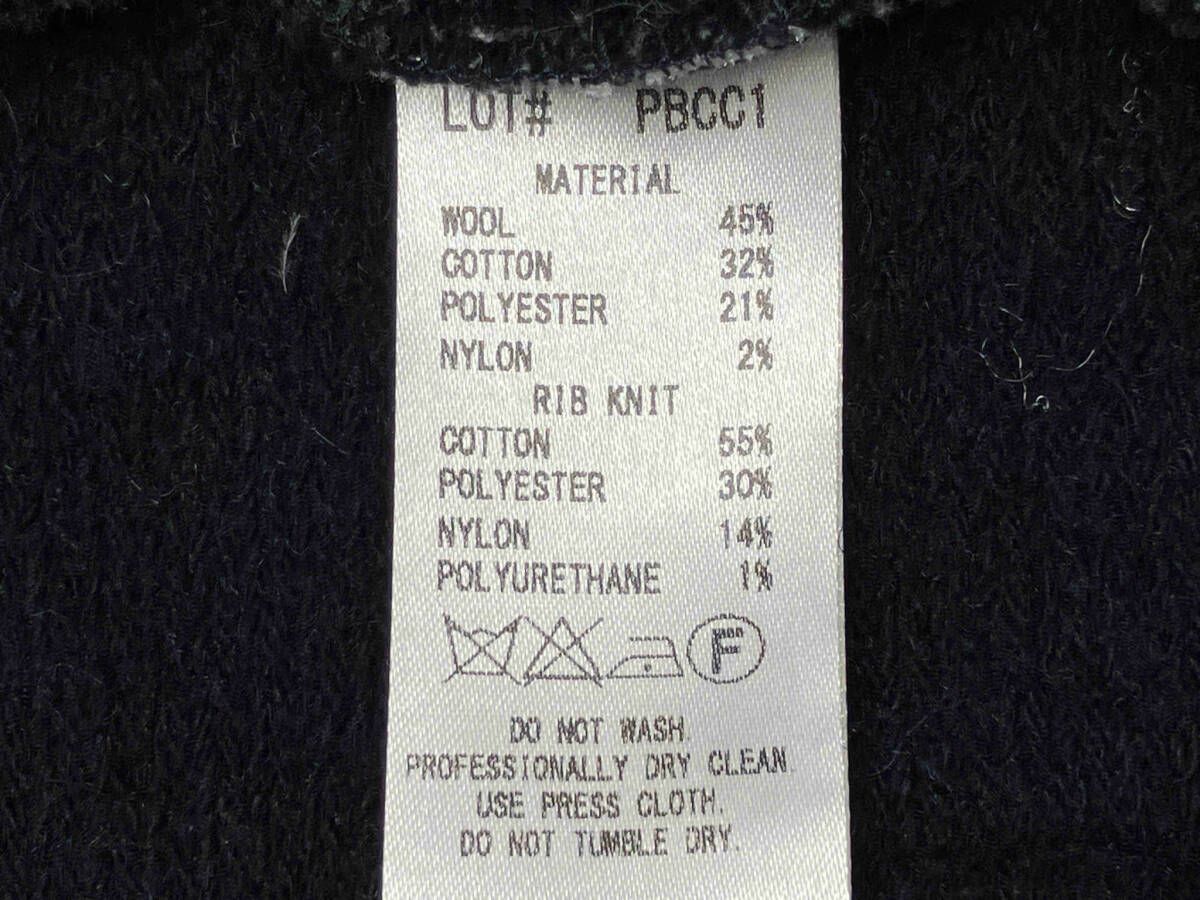 LOT# PBCC1
MATERIAL
WOOL 45%
COTTON 32%
POLYESTER 21%
NYLON 2%
RIB KNIT
COTTON 55%
POLYESTER 30%
NYLON 14%
POLYURETHANE 1%
F
DO NOT WASH.
PROFESSIONALLY DRY CLEAN.
USE PRESS CLOTH.
DO NOT TUMBLE DRY.